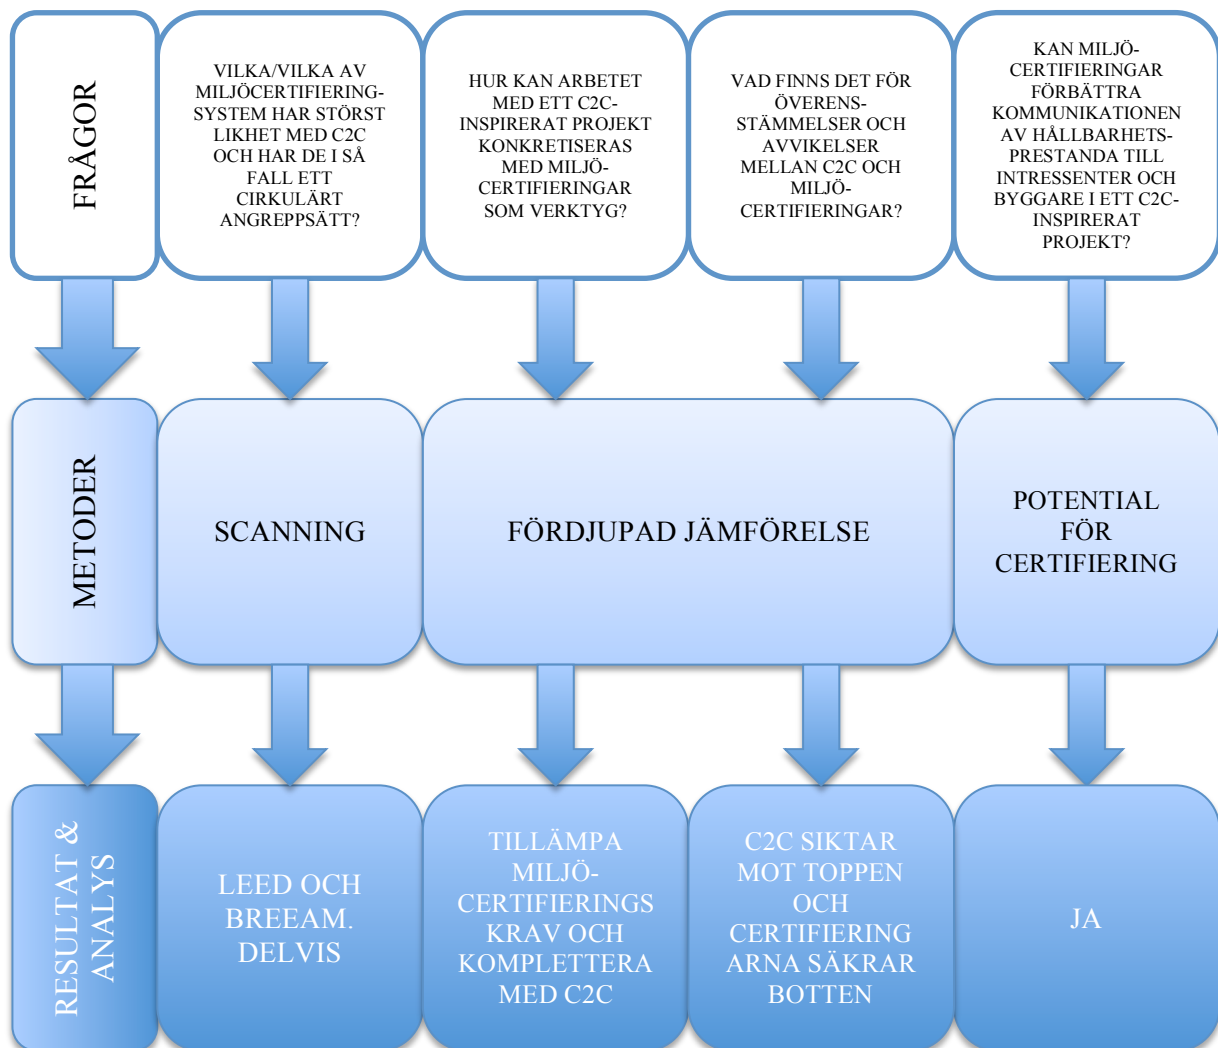 FRÅGOR
VILKA/VILKA AV
MILJÖCERTIFIERING-
SYSTEM HAR STÖRST
LIKHET MED C2C
OCH HAR DE I SÅ
FALL ETT
CIRKULÄRT
ANGREPPSÄTT?
HUR KAN ARBETET
MED ETT C2C-
INSPIRERAT PROJEKT
KONKRETISERAS
MED MILJÖ-
CERTIFIERINGAR
SOM VERKTYG?
VAD FINNS DET FÖR
ÖVERENS-
STÄMMELSER OCH
AVVIKELSER
MELLAN C2C OCH
MILJÖ-
CERTIFIERINGAR?
KAN MILJÖ-
CERTIFIERINGAR
FÖRBÄTTRA
KOMMUNIKATIONEN
AV HÅLLBARHETS-
PRESTANDA TILL
INTRESSENTER OCH
BYGGARE I ETT C2C-
INSPIRERAT
PROJEKT?
METODER
SCANNING
FÖRDJUPAD JÄMFÖRELSE
POTENTIAL
FÖR
CERTIFIERING
RESULTAT &
ANALYS
LEED OCH
BREEAM.
DELVIS
TILLÄMPA
MILJÖ-
CERTIFIERINGS
KRAV OCH
KOMPLETTERA
MED C2C
C2C SIKTAR
MOT TOPPEN
OCH
CERTIFIERING
ARNA SÄKRAR
BOTTEN
JA